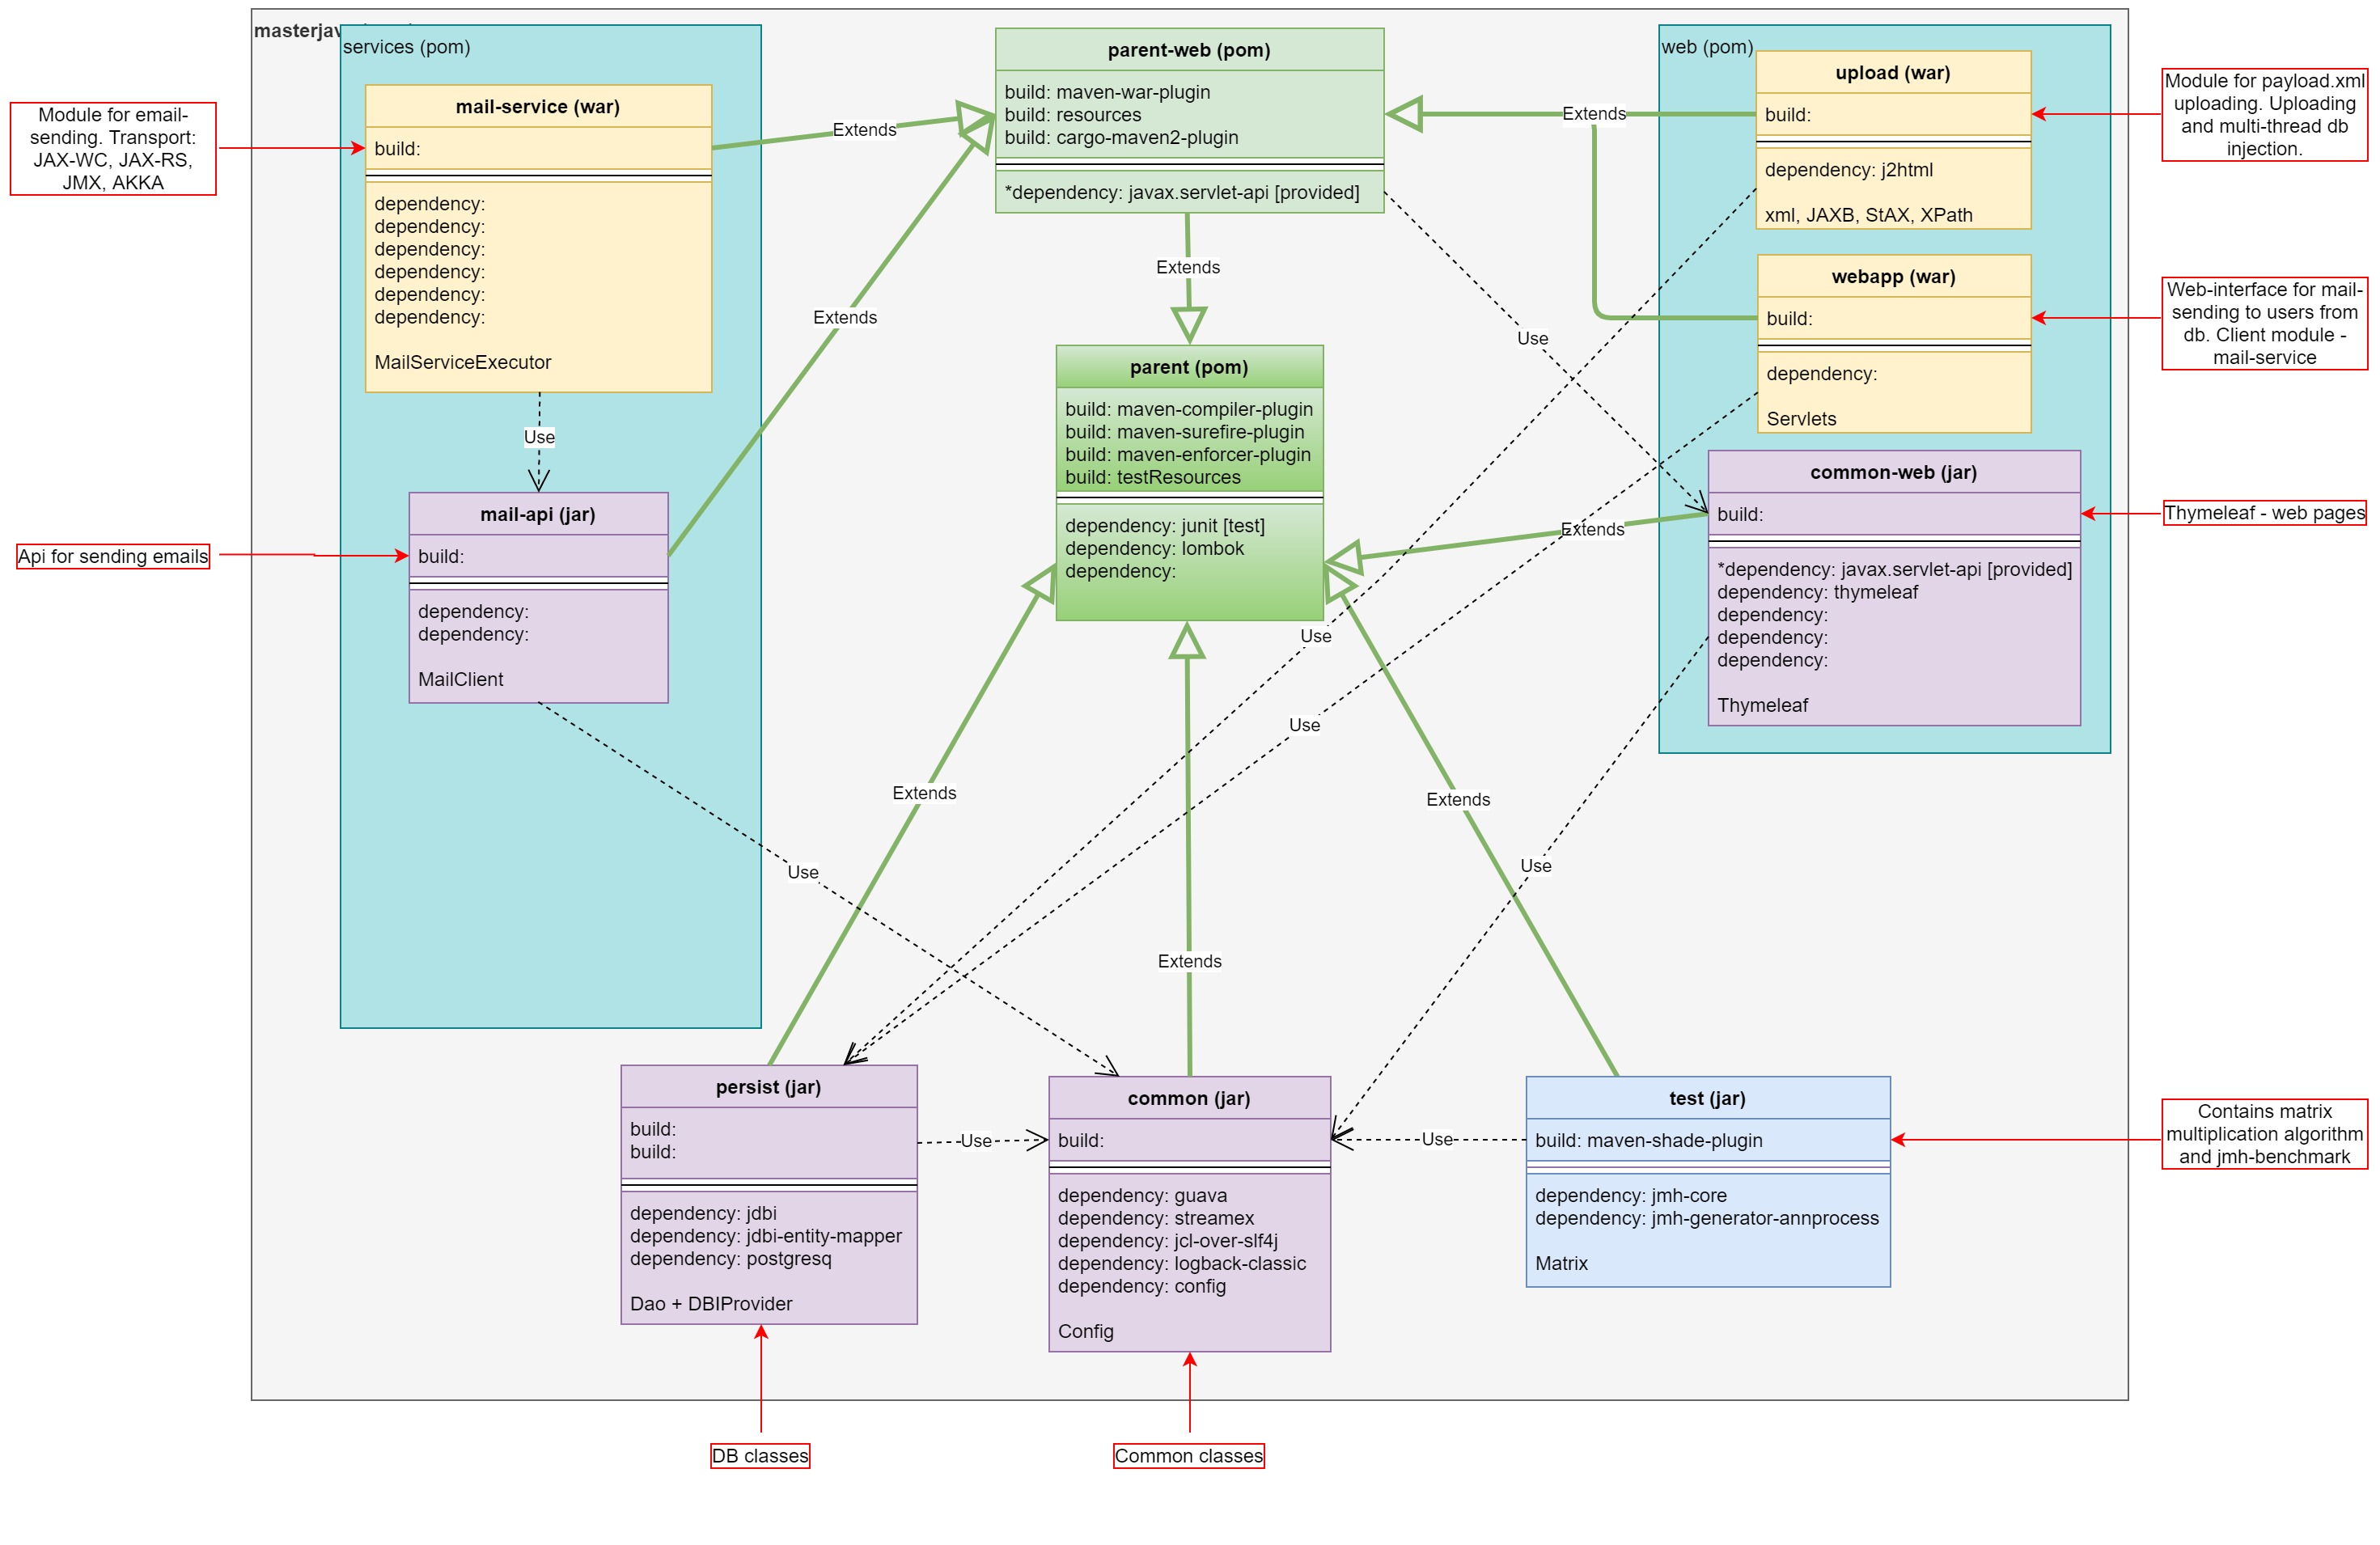 masterjav
services (pom)
mail-service (war)
build:
dependency:
dependency:
dependency:
dependency:
dependency:
dependency:
MailServiceExecutor
Use
mail-api (jar)
build:
dependency:
dependency:
MailClient
Module for email-
sending. Transport:
JAX-WC, JAX-RS,
JMX, AKKA
Api for sending emails
Extends
Extends
parent-web (pom)
build: maven-war-plugin
build: resources
build: cargo-maven2-plugin
*dependency: javax.servlet-api [provided]
Extends
parent (pom)
build: maven-compiler-plugin
build: maven-surefire-plugin
build: maven-enforcer-plugin
build: testResources
dependency: junit [test]
dependency: lombok
dependency:
Extends
Use
Extends
web (pom)
upload (war)
build:
dependency: j2html
xml, JAXB, StAX, XPath
webapp (war)
build:
dependency:
Servlets
common-web (jar)
build:
*dependency: javax.servlet-api [provided]
dependency: thymeleaf
dependency:
dependency:
dependency:
Thymeleaf
Module for payload.xml
uploading. Uploading
and multi-thread db
injection.
Web-interface for mail-
sending to users from
db. Client module -
mail-service
Thymeleaf - web pages
Use
Use
Extends
Extends
Use
Use
Extends
persist (jar)
build:
build:
dependency: jdbi
dependency: jdbi-entity-mapper
dependency: postgresq
Dao + DBIProvider
Use
common (jar)
build:
dependency: guava
dependency: streamex
dependency: jcl-over-slf4j
dependency: logback-classic
dependency: config
Config
Use
test (jar)
build: maven-shade-plugin
dependency: jmh-core
dependency: jmh-generator-annprocess
Matrix
Contains matrix
multiplication algorithm
and jmh-benchmark
DB classes
Common classes